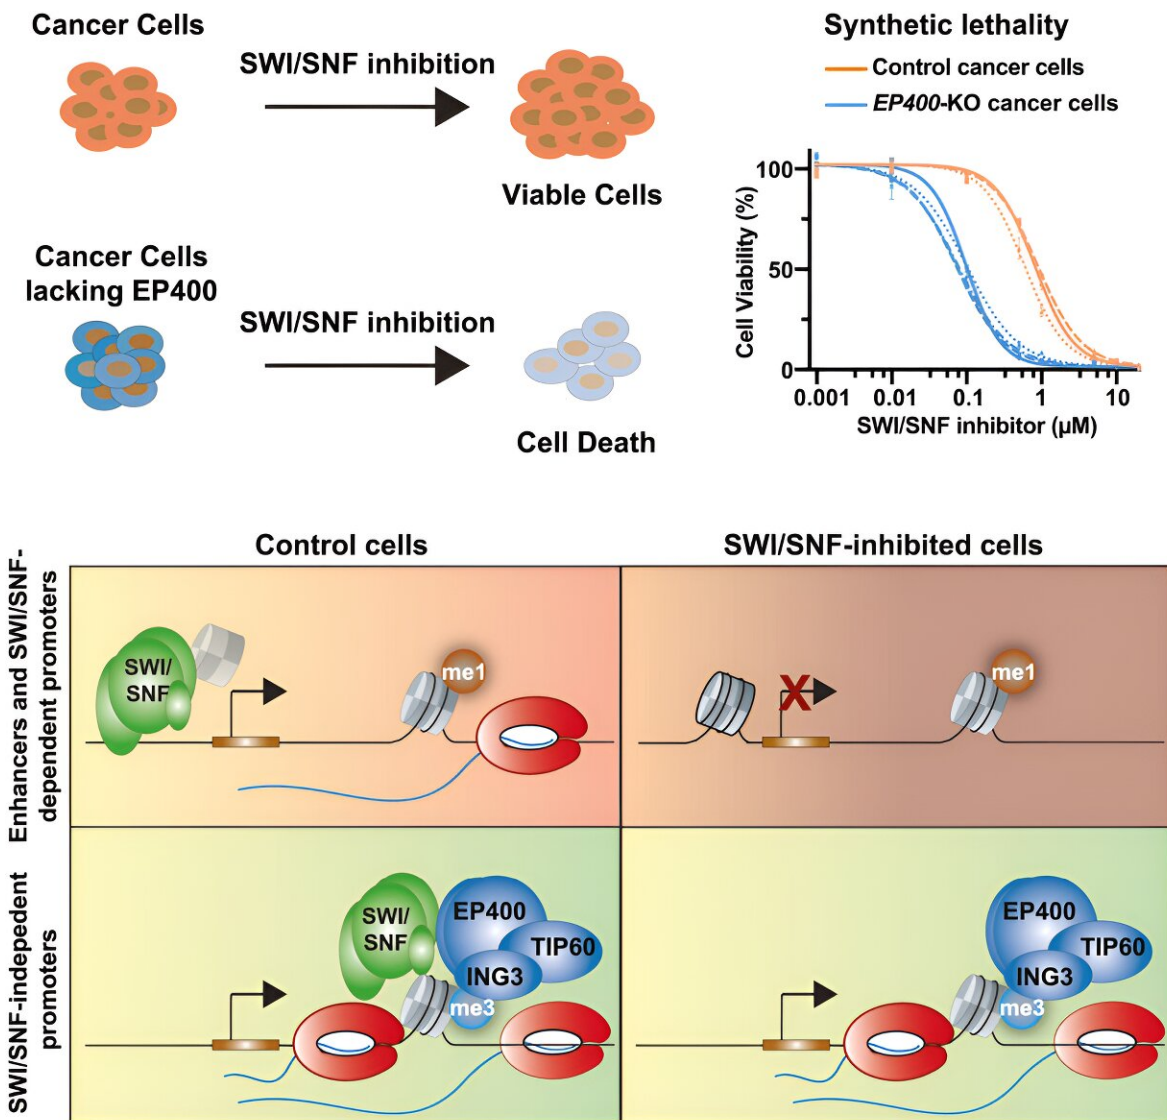 Cancer Cells
SWI/SNF inhibition
Viable Cells
Cancer Cells
lacking EP400
SWI/SNF inhibition
Cell Death
Synthetic lethality
Control cancer cells
EP400-KO cancer cells
Cell Viability (%)
100
50
0
0.001
0.01
0.1
1
10
SWI/SNF inhibitor (µM)
Control cells
SWI/SNF-inhibited cells
Enhancers and SWI/SNF-
dependent promoters
SWI/
SNF
me1
X
me1
SWI/SNF-indepedent
promoters
SWI/
SNF
EP400
TIP60
ING3
me3
EP400
TIP60
ING3
me3